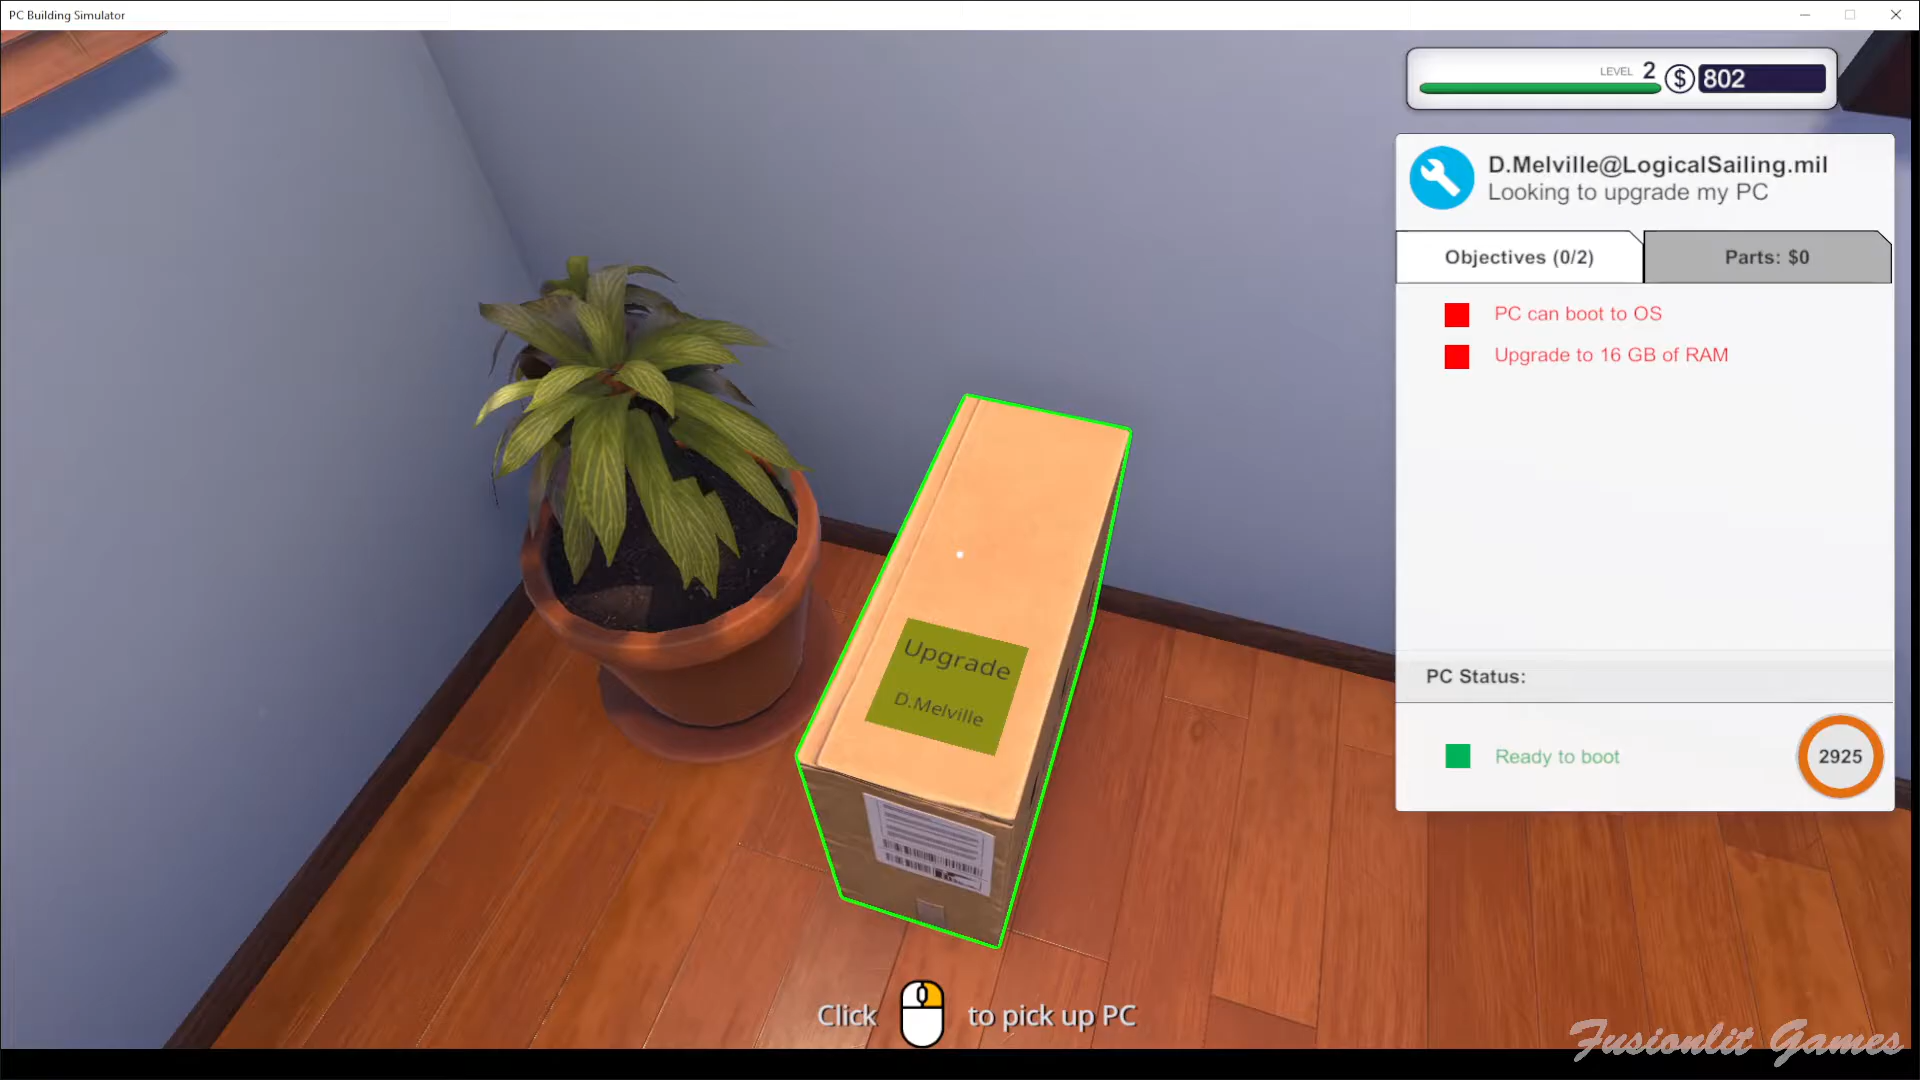 PC Building Simulator
LEVEL 2 $ 802
D.Melville@LogicalSailing.mil
Looking to upgrade my PC
Objectives (0/2)
Parts: $0
PC can boot to OS
Upgrade to 16 GB of RAM
PC Status:
Ready to boot
2925
Upgrade
D.Melville
Click to pick up PC
Fusionlit Games